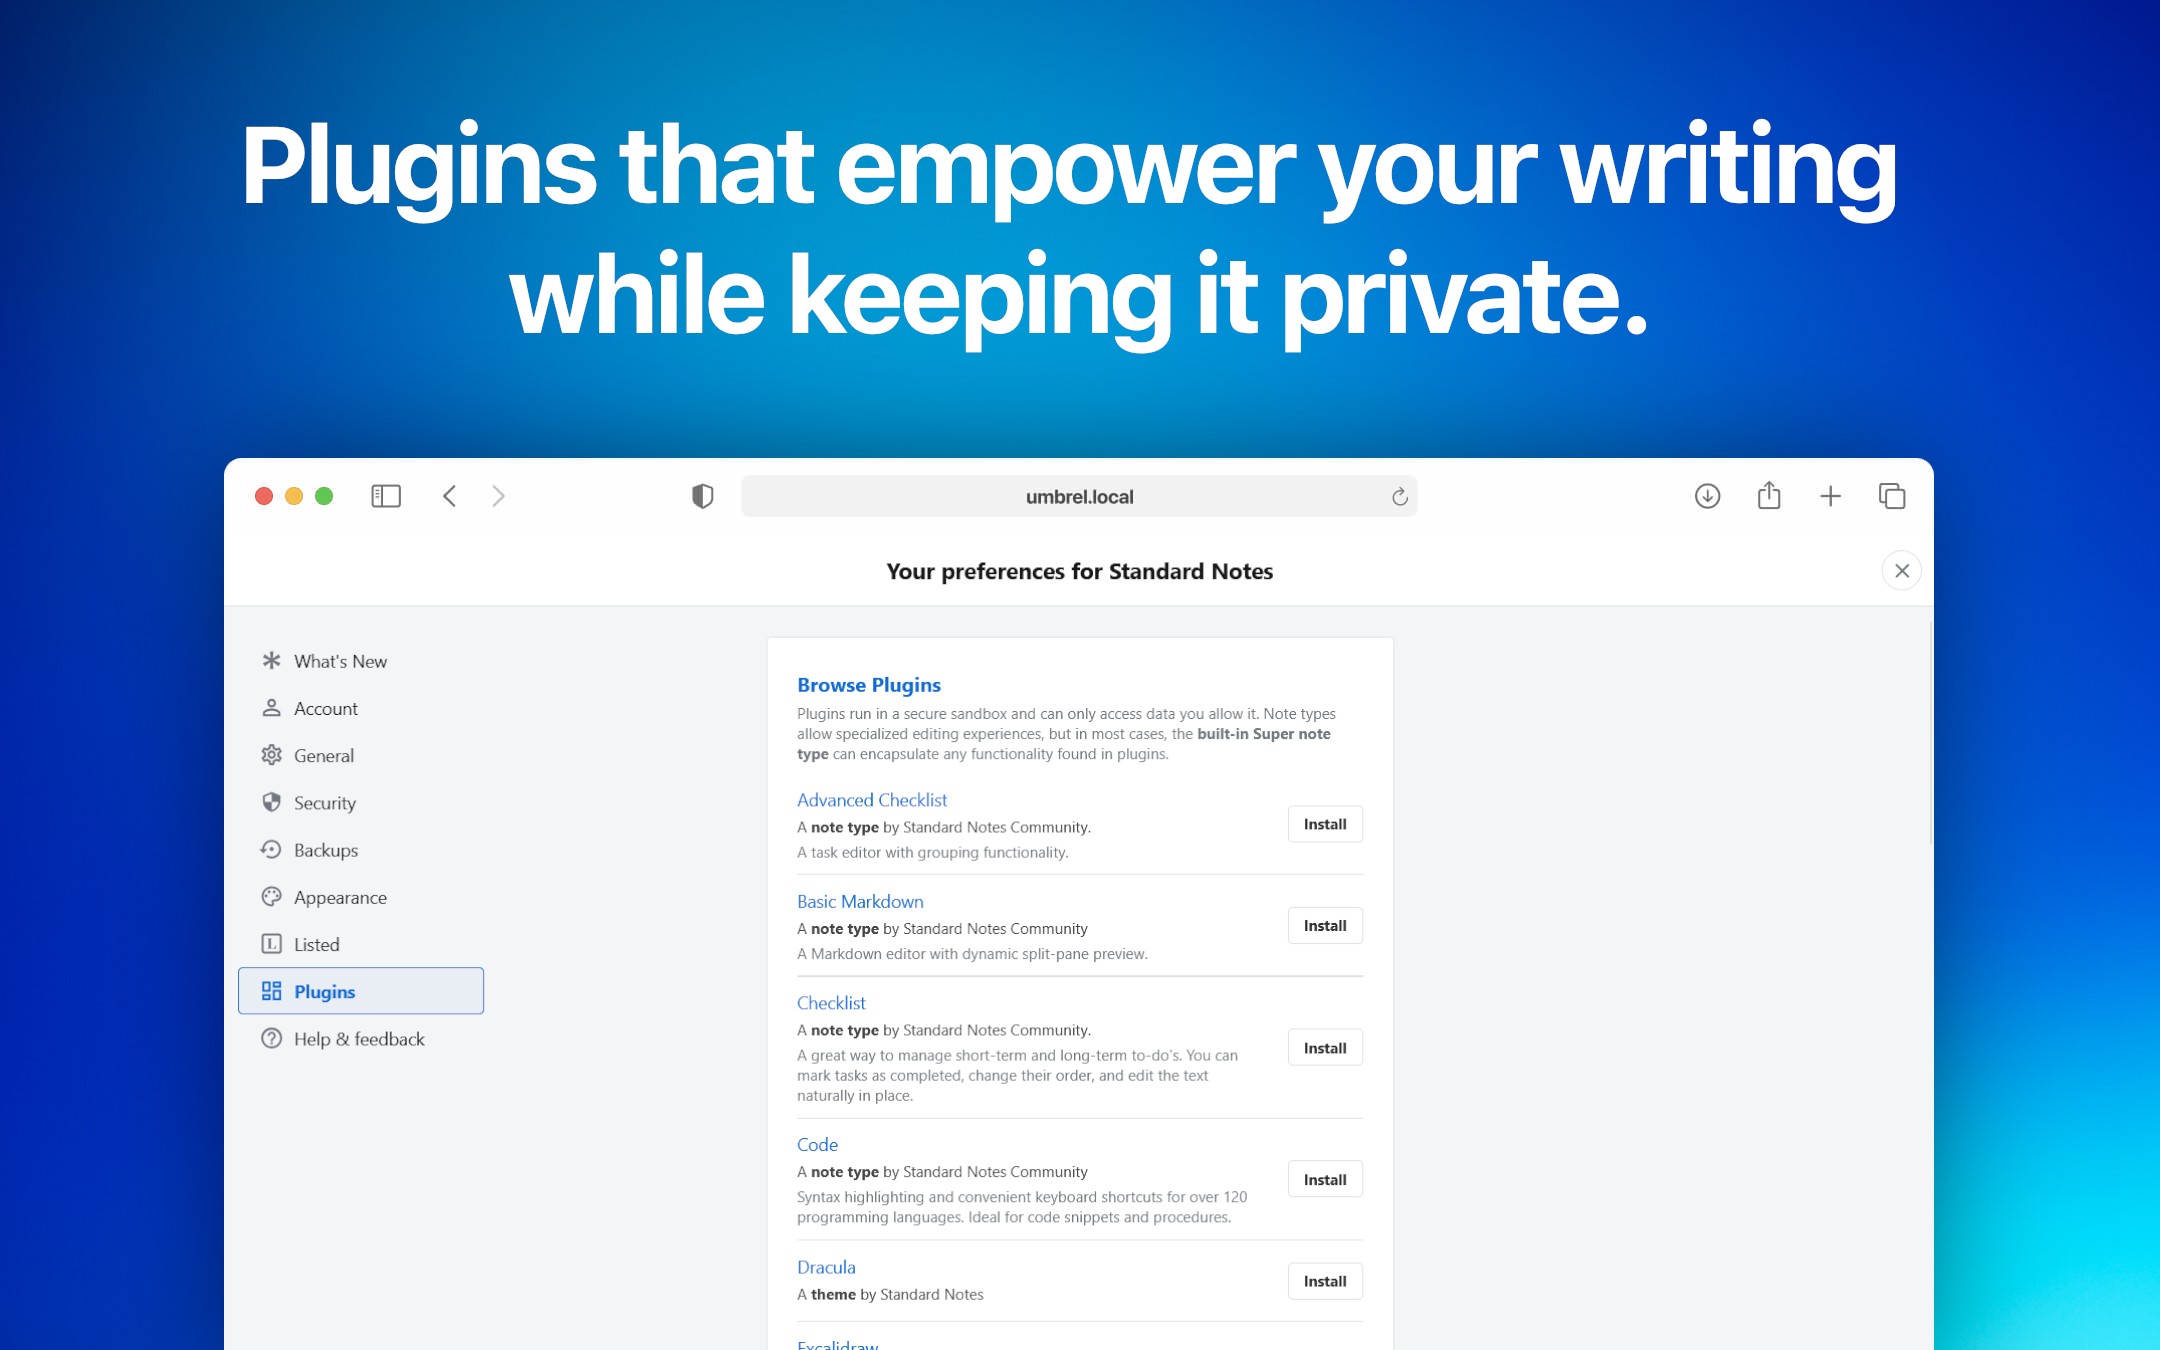 Plugins that empower your writing
while keeping it private.
umbrel.local
Your preferences for Standard Notes
What's New
Account
General
Security
Backups
Appearance
L Listed
Plugins
Help & feedback
Browse Plugins
Plugins run in a secure sandbox and can only access data you allow it. Note types
allow specialized editing experiences, but in most cases, the built-in Super note
type can encapsulate any functionality found in plugins.
Advanced Checklist
A note type by Standard Notes Community.
A task editor with grouping functionality.
Install
Basic Markdown
A note type by Standard Notes Community
A Markdown editor with dynamic split-pane preview.
Install
Checklist
A note type by Standard Notes Community.
A great way to manage short-term and long-term to-do's. You can
mark tasks as completed, change their order, and edit the text
naturally in place.
Install
Code
A note type by Standard Notes Community
Syntax highlighting and convenient keyboard shortcuts for over 120
programming languages. Ideal for code snippets and procedures.
Install
Dracula
A theme by Standard Notes
Install
Excalidraw